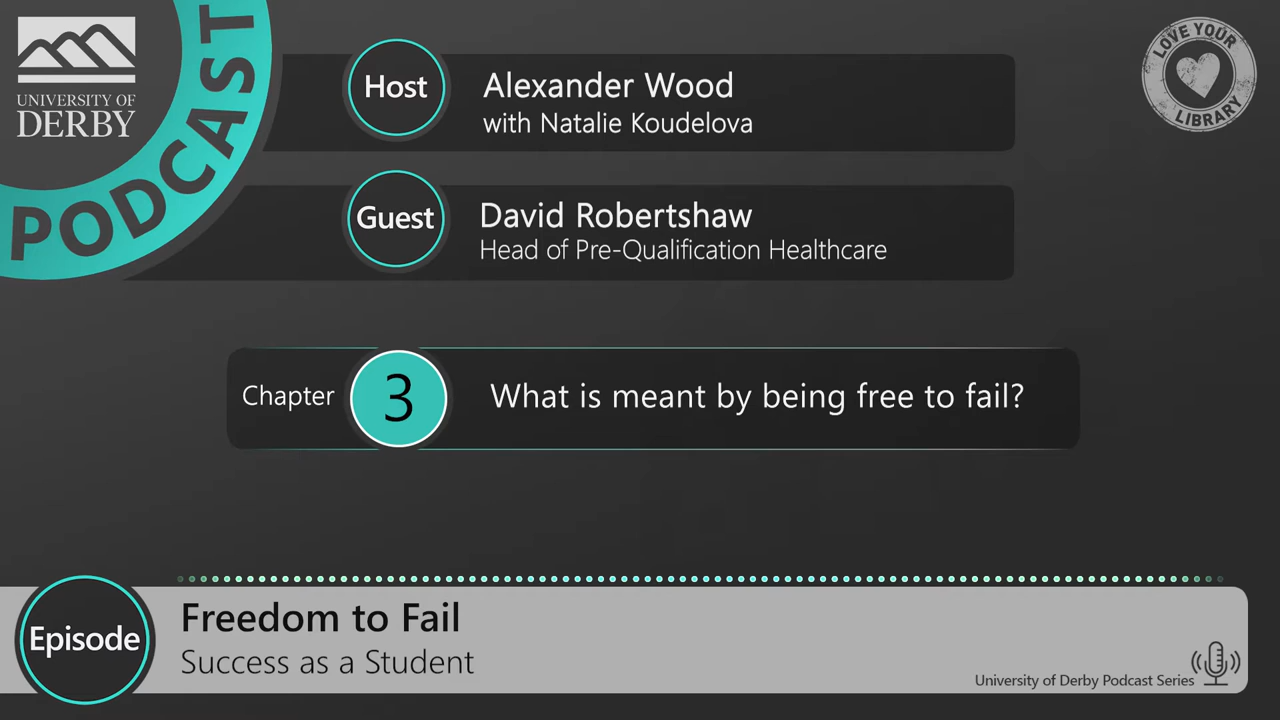 UNIVERSITY OF
DERBY
PODCAST
Host
Alexander Wood
with Natalie Koudelova
LOVE YOUR
LIBRARY
Guest
David Robertshaw
Head of Pre-Qualification Healthcare
Chapter
3
What is meant by being free to fail?
Episode
Freedom to Fail
Success as a Student
University of Derby Podcast Series